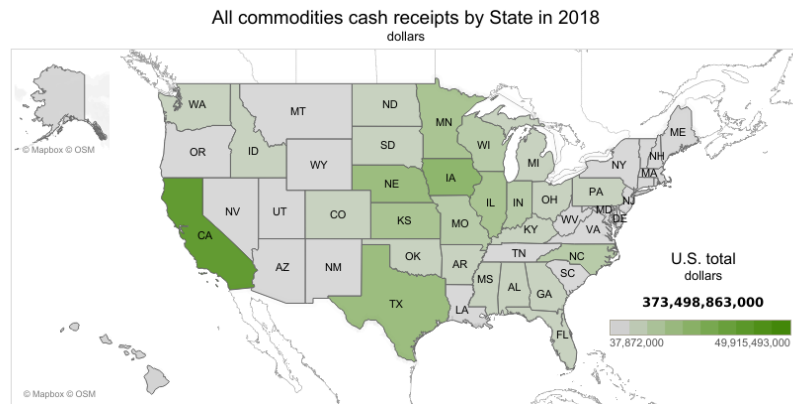 All commodities cash receipts by State in 2018
dollars
© Mapbox © OSM
WA
MT
ND
MN
ME
OR
ID
SD
WI
MI
NY
NH
MA
WY
NE
IA
PA
NJ
NV
UT
CO
KS
IL
IN
OH
MD
DE
WV
VA
CA
MO
KY
AZ
NM
OK
AR
TN
NC
SC
TX
MS
AL
GA
LA
FL
U.S. total
dollars
373,498,863,000
37,872,000 49,915,493,000
© Mapbox © OSM